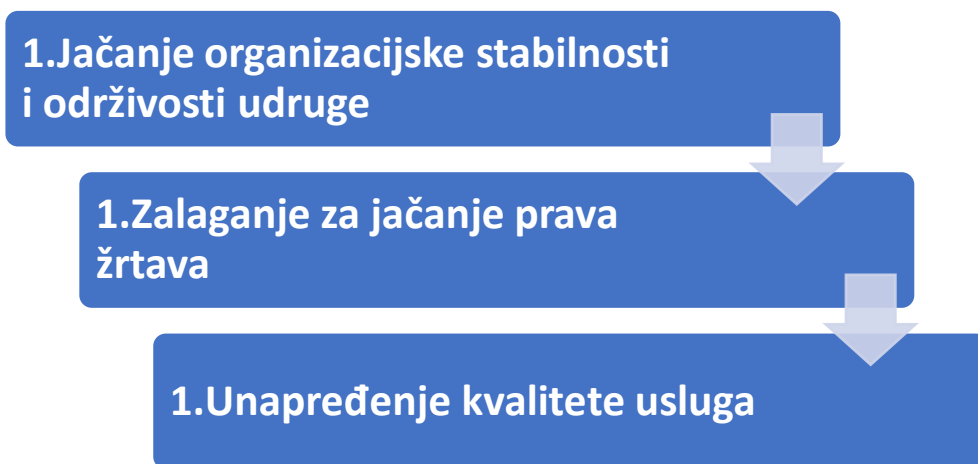 1.Jačanje organizacijske stabilnosti
i održivosti udruge
1.Zalaganje za jačanje prava
žrtava
1.Unapređenje kvalitete usluga